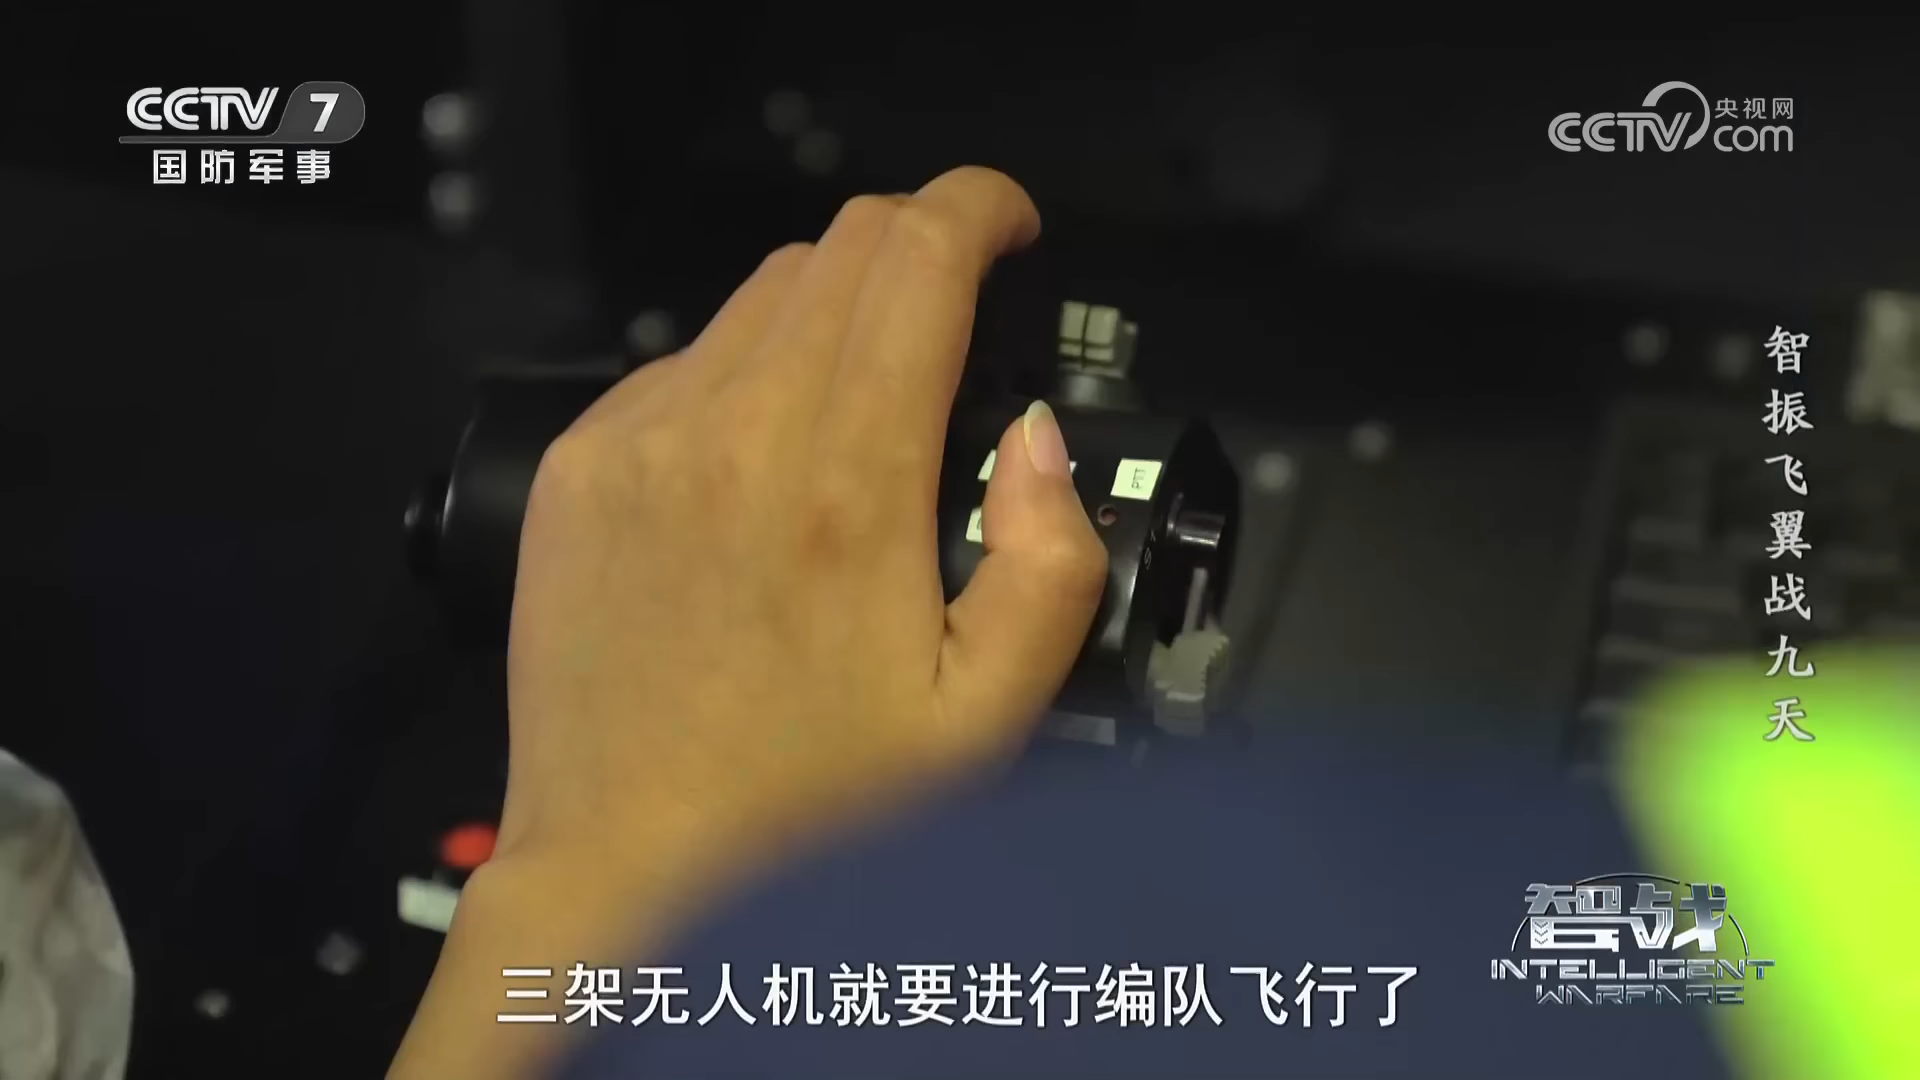 CCTV 7
国防军事
央视网
CCTV.com
智振飞翼战九天
PTT
智战
INTELLIGENT
WARFARE
三架无人机就要进行编队飞行了